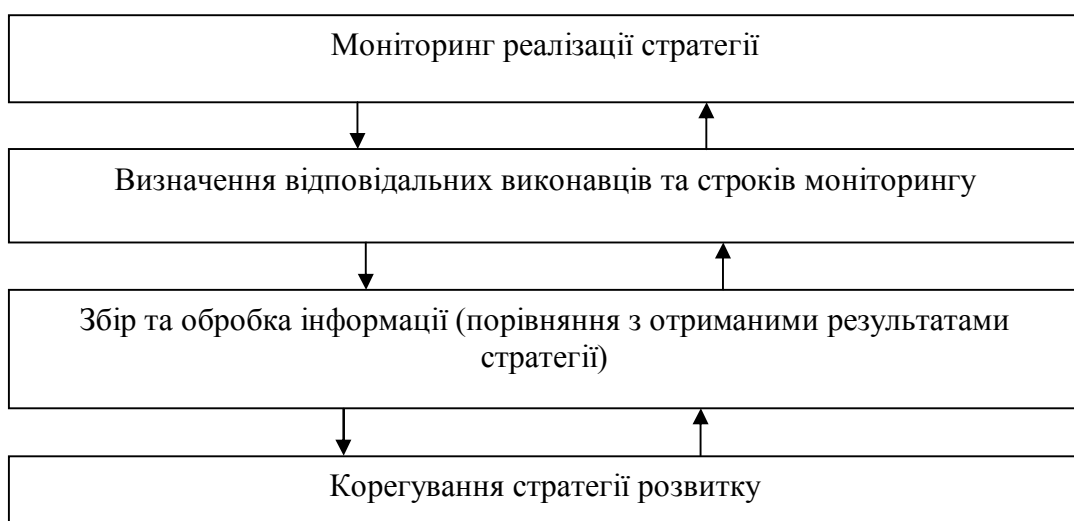 Моніторинг реалізації стратегії
Визначення відповідальних виконавців та строків моніторингу
Збір та обробка інформації (порівняння з отриманими результатами
стратегії)
Корегування стратегії розвитку